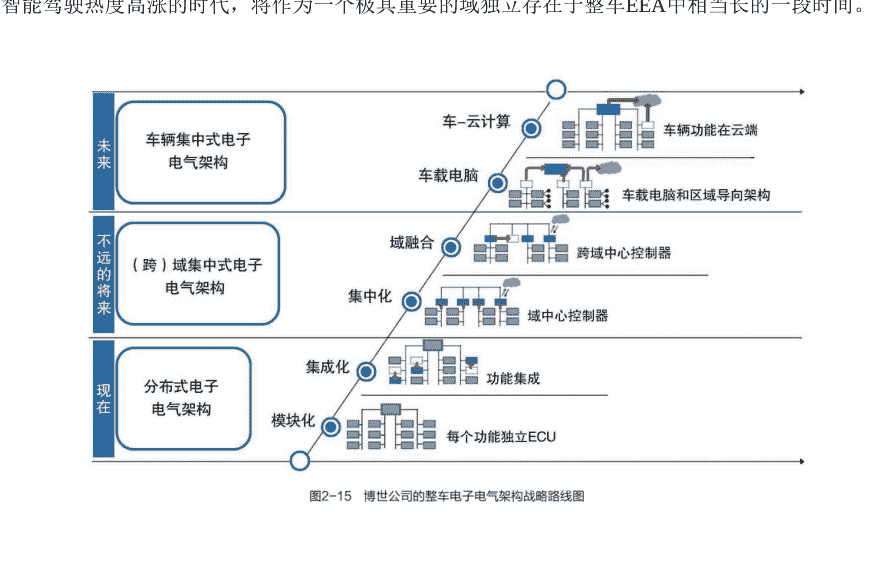 智能驾驶热度高涨的时代，将作为一个极其重要的域独立存在于整车EEA中相当长的一段时间。
未来
车辆集中式电子
电气架构
车-云计算
车辆功能在云端
车载电脑
车载电脑和区域导向架构
不远的将来
（跨）域集中式电子
电气架构
域融合
跨域中心控制器
集中化
域中心控制器
现在
分布式电子
电气架构
集成化
功能集成
模块化
每个功能独立ECU
图2-15 博世公司的整车电子电气架构战略路线图